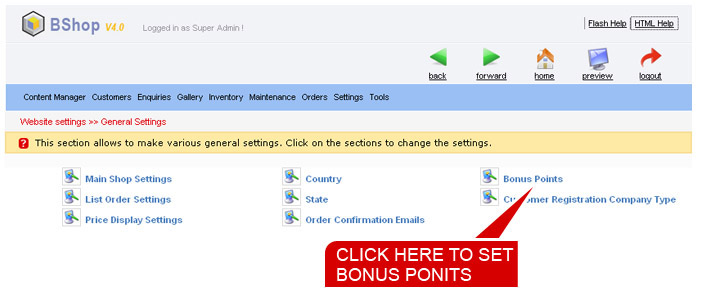 BShop V4.0 Logged in as Super Admin !
Flash Help HTML Help
back forward home preview logout
Content Manager Customers Enquiries Gallery Inventory Maintenance Orders Settings Tools
Website settings >> General Settings
? This section allows to make various general settings. Click on the sections to change the settings.
Main Shop Settings Country Bonus Points
List Order Settings State Customer Registration Company Type
Price Display Settings Order Confirmation Emails
CLICK HERE TO SET
BONUS PONITS